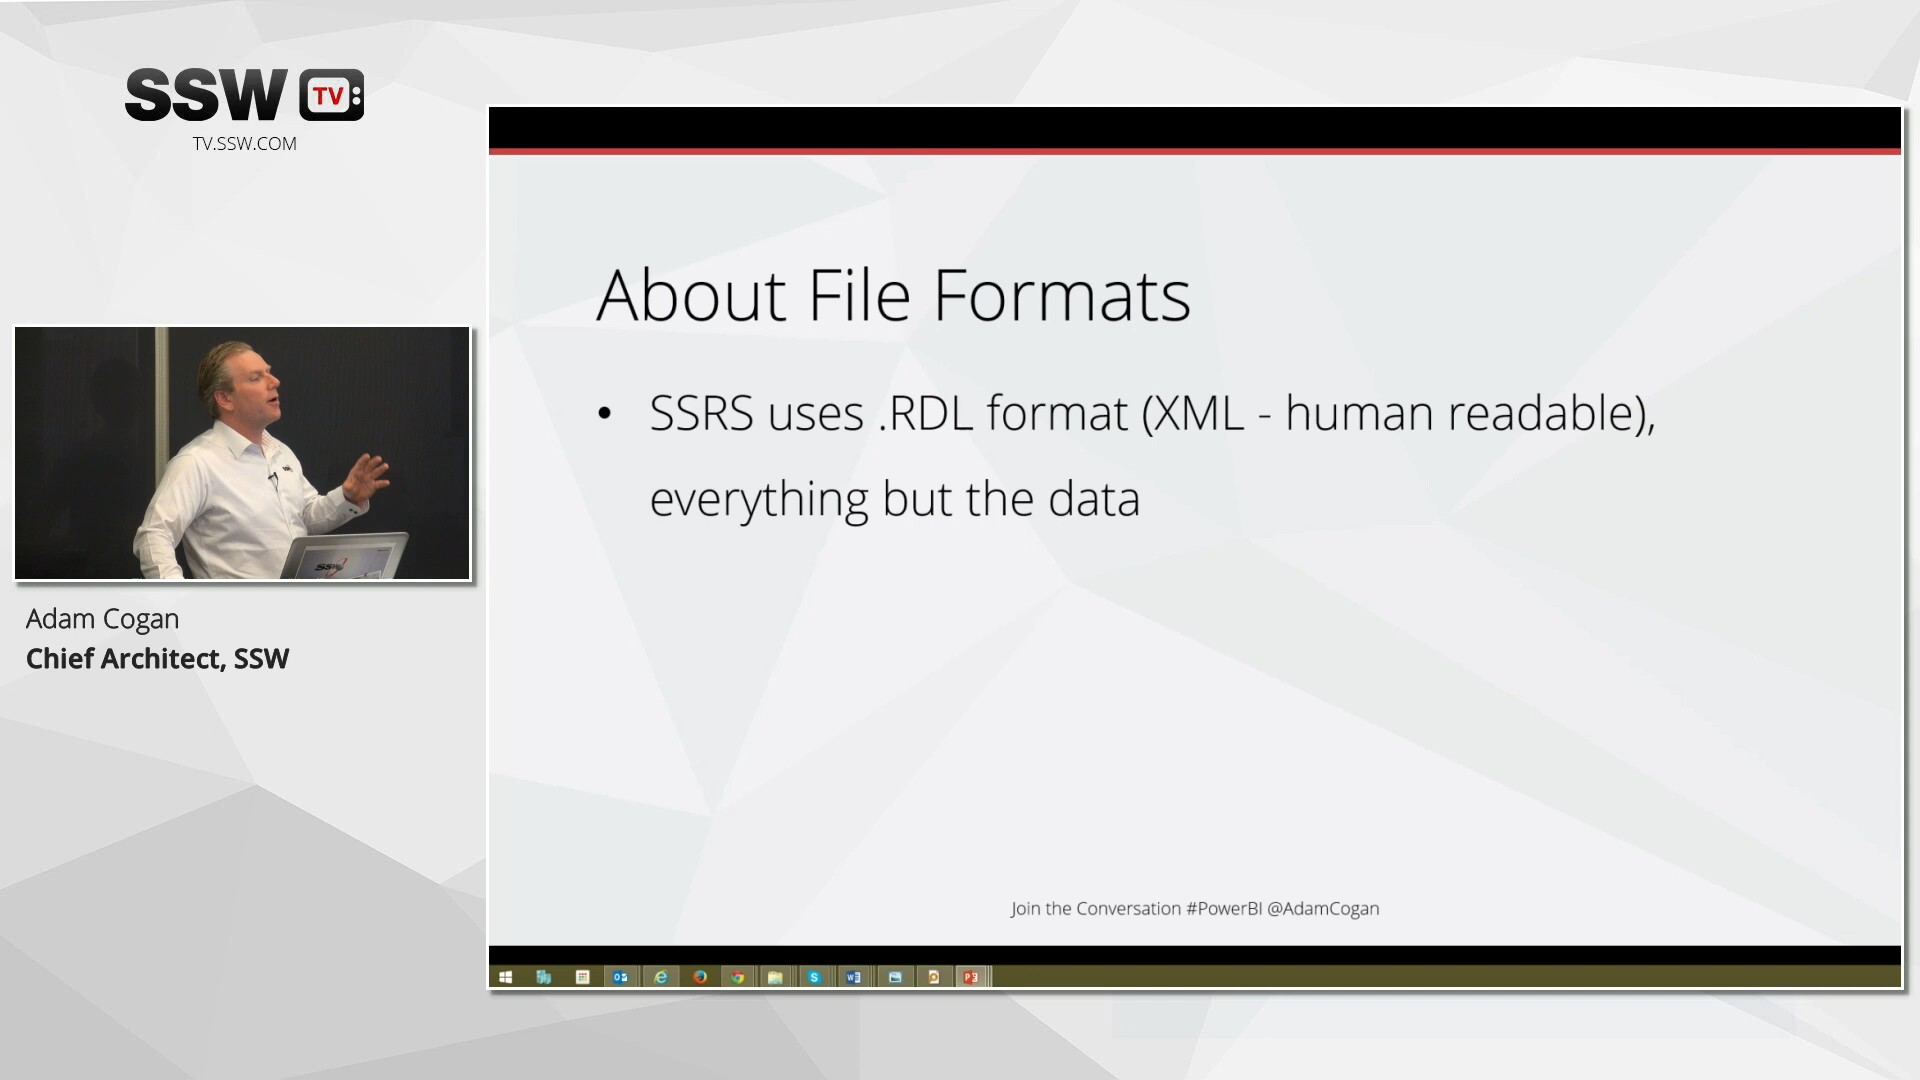 SSW TV
TV.SSW.COM
About File Formats
• SSRS uses .RDL format (XML - human readable),
everything but the data
Adam Cogan
Chief Architect, SSW
SSW
Join the Conversation #PowerBI @AdamCogan